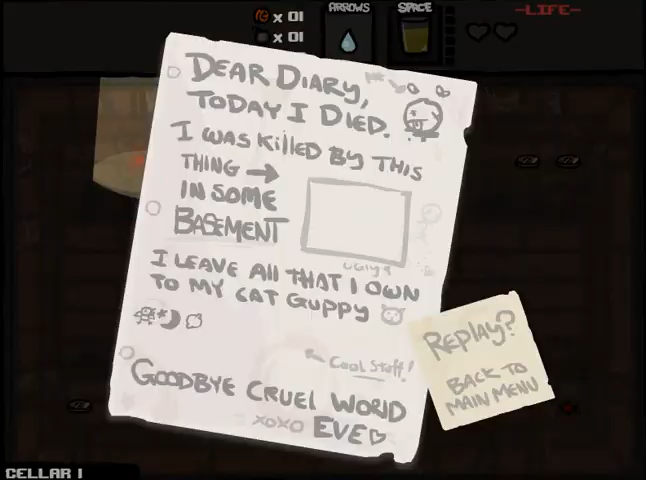 x 01
x 01
ARROWS
SPACE
-LIFE-
DEAR DIARY,
TODAY I DIED.
I WAS KILLED BY THIS
THING →
IN SOME
BASEMENT
UGLY
I LEAVE ALL THAT I OWN
TO MY CAT GUPPY
COOL STUFF!
GOODBYE CRUEL WORLD
XOXO EVE
REPLAY?
BACK TO
MAIN MENU
CELLAR I